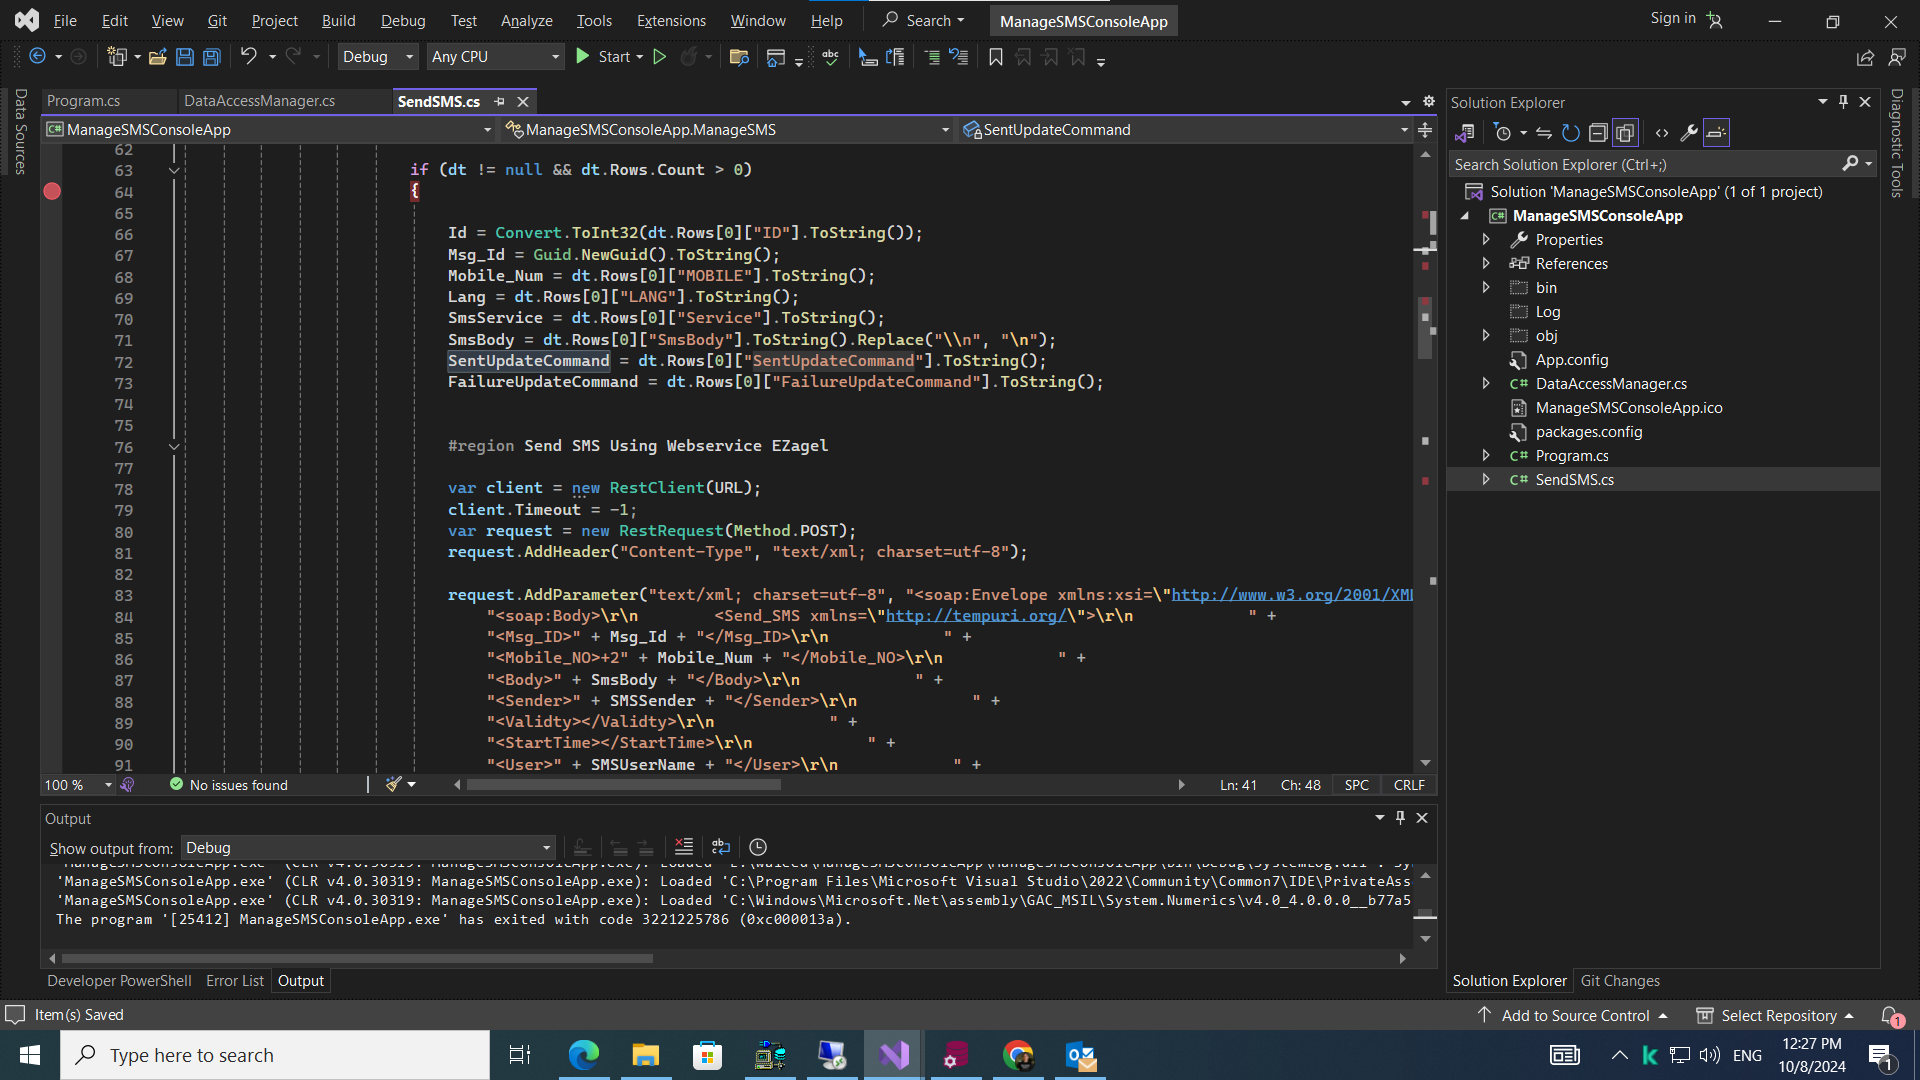 File Edit View Git Project Build Debug Test Analyze Tools Extensions Window Help Search ManageSMSConsoleApp Sign in
Debug Any CPU Start
Data Sources
Program.cs DataAccessManager.cs SendSMS.cs
ManageSMSConsoleApp ManageSMSConsoleApp.ManageSMS SentUpdateCommand
62
63 if (dt != null && dt.Rows.Count > 0)
64 {
65
66 Id = Convert.ToInt32(dt.Rows[0]["ID"].ToString());
67 Msg_Id = Guid.NewGuid().ToString();
68 Mobile_Num = dt.Rows[0]["MOBILE"].ToString();
69 Lang = dt.Rows[0]["LANG"].ToString();
70 SmsService = dt.Rows[0]["Service"].ToString();
71 SmsBody = dt.Rows[0]["SmsBody"].ToString().Replace("\\n", "\n");
72 SentUpdateCommand = dt.Rows[0]["SentUpdateCommand"].ToString();
73 FailureUpdateCommand = dt.Rows[0]["FailureUpdateCommand"].ToString();
74
75
76 #region Send SMS Using Webservice EZagel
77
78 var client = new RestClient(URL);
79 client.Timeout = -1;
80 var request = new RestRequest(Method.POST);
81 request.AddHeader("Content-Type", "text/xml; charset=utf-8");
82
83 request.AddParameter("text/xml; charset=utf-8", "<soap:Envelope xmlns:xsi=\"http://www.w3.org/2001/XML
84 "<soap:Body>\r\n <Send_SMS xmlns=\"http://tempuri.org/\">\r\n " +
85 "<Msg_ID>" + Msg_Id + "</Msg_ID>\r\n " +
86 "<Mobile_NO>+2" + Mobile_Num + "</Mobile_NO>\r\n " +
87 "<Body>" + SmsBody + "</Body>\r\n " +
88 "<Sender>" + SMSSender + "</Sender>\r\n " +
89 "<Validty></Validty>\r\n " +
90 "<StartTime></StartTime>\r\n " +
91 "<User>" + SMSUserName + "</User>\r\n " +
100 % No issues found Ln: 41 Ch: 48 SPC CRLF
Output
Show output from: Debug
'ManageSMSConsoleApp.exe' (CLR v4.0.30319: ManageSMSConsoleApp.exe): Loaded 'C:\Program Files\Microsoft Visual Studio\2022\Community\Common7\IDE\PrivateAss
'ManageSMSConsoleApp.exe' (CLR v4.0.30319: ManageSMSConsoleApp.exe): Loaded 'C:\Windows\Microsoft.Net\assembly\GAC_MSIL\System.Numerics\v4.0_4.0.0.0__b77a5
The program '[25412] ManageSMSConsoleApp.exe' has exited with code 3221225786 (0xc000013a).
Developer PowerShell Error List Output
Solution Explorer
Search Solution Explorer (Ctrl+;)
Solution 'ManageSMSConsoleApp' (1 of 1 project)
ManageSMSConsoleApp
Properties
References
bin
Log
obj
App.config
DataAccessManager.cs
ManageSMSConsoleApp.ico
packages.config
Program.cs
SendSMS.cs
Solution Explorer Git Changes
Diagnostic Tools
Item(s) Saved Add to Source Control Select Repository 1
Type here to search ENG 12:27 PM
10/8/2024 1